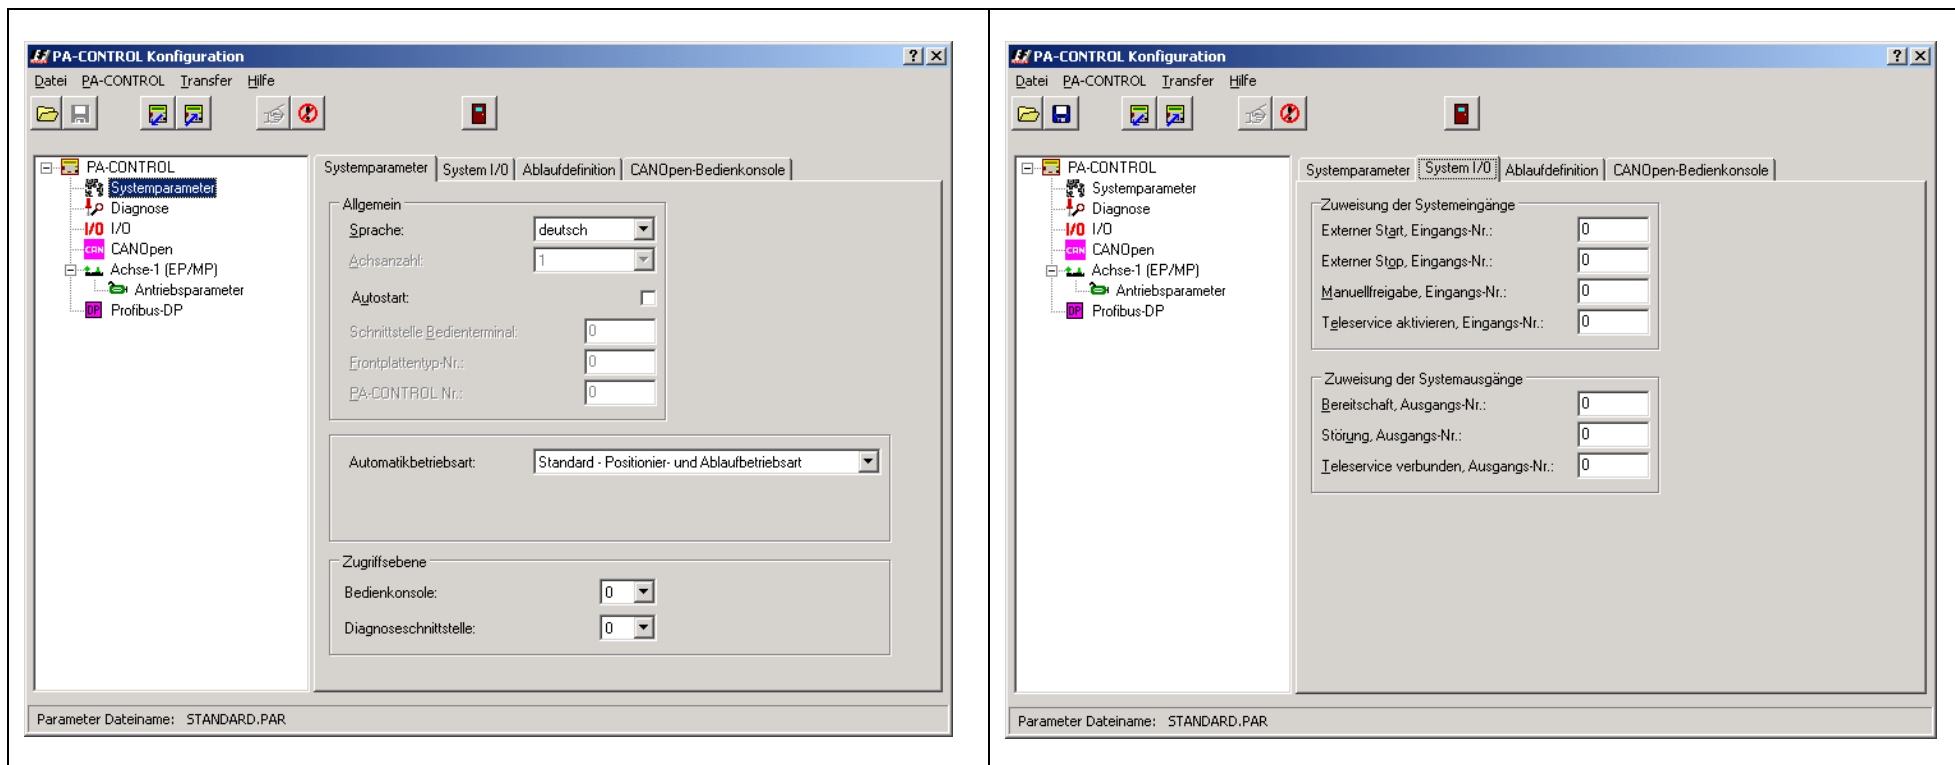 PA-CONTROL Konfiguration
Datei PA-CONTROL Transfer Hilfe
PA-CONTROL
Systemparameter
Diagnose
I/O I/O
CAN CANOpen
Achse-1 (EP/MP)
Antriebsparameter
DP Profibus-DP
Systemparameter System I/O Ablaufdefinition CANOpen-Bedienkonsole
Allgemein
Sprache: deutsch
Achsanzahl: 1
Autostart:
Schnittstelle Bedienterminal: 0
Frontplattentyp-Nr.: 0
PA-CONTROL Nr.: 0
Automatikbetriebsart: Standard - Positionier- und Ablaufbetriebsart
Zugriffsebene
Bedienkonsole: 0
Diagnoseschnittstelle: 0
Parameter Dateiname: STANDARD.PAR
PA-CONTROL Konfiguration
Datei PA-CONTROL Transfer Hilfe
PA-CONTROL
Systemparameter
Diagnose
I/O I/O
CAN CANOpen
Achse-1 (EP/MP)
Antriebsparameter
DP Profibus-DP
Systemparameter System I/O Ablaufdefinition CANOpen-Bedienkonsole
Zuweisung der Systemeingänge
Externer Start, Eingangs-Nr.: 0
Externer Stop, Eingangs-Nr.: 0
Manuellfreigabe, Eingangs-Nr.: 0
Teleservice aktivieren, Eingangs-Nr.: 0
Zuweisung der Systemausgänge
Bereitschaft, Ausgangs-Nr.: 0
Störung, Ausgangs-Nr.: 0
Teleservice verbunden, Ausgangs-Nr.: 0
Parameter Dateiname: STANDARD.PAR